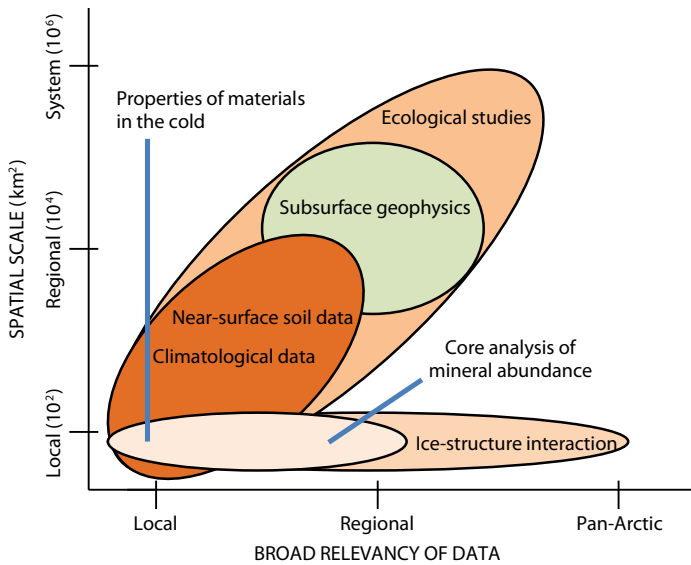 SPATIAL SCALE (km²)
System (10⁶)
Regional (10⁴)
Local (10²)
Properties of materials
in the cold
Ecological studies
Subsurface geophysics
Near-surface soil data
Climatological data
Core analysis of
mineral abundance
Ice-structure interaction
Local
Regional
Pan-Arctic
BROAD RELEVANCY OF DATA